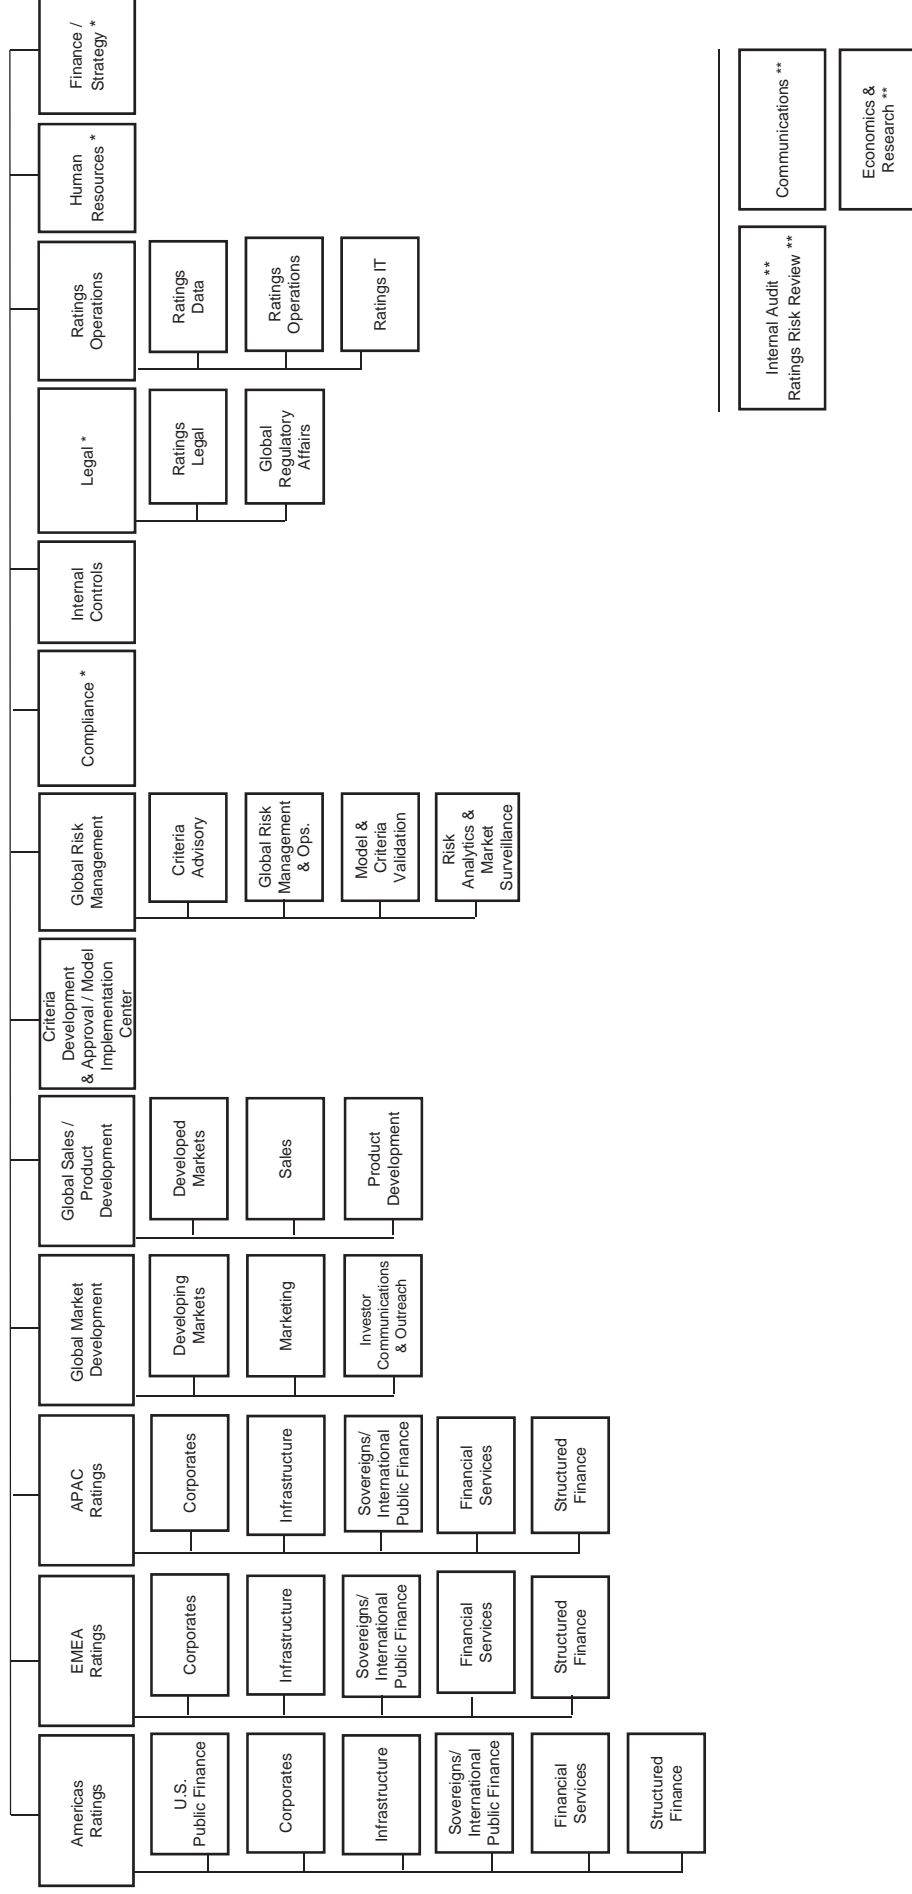 Americas
Ratings
U.S.
Public Finance
Corporates
Infrastructure
Sovereigns/
International
Public Finance
Financial
Services
Structured
Finance
EMEA
Ratings
Corporates
Infrastructure
Sovereigns/
International
Public Finance
Financial
Services
Structured
Finance
APAC
Ratings
Corporates
Infrastructure
Sovereigns/
International
Public Finance
Financial
Services
Structured
Finance
Global Market
Development
Developing
Markets
Marketing
Investor
Communications
& Outreach
Global Sales /
Product
Development
Developed
Markets
Sales
Product
Development
Criteria
Development
& Approval / Model
Implementation
Center
Global Risk
Management
Criteria
Advisory
Global Risk
Management
& Ops.
Model &
Criteria
Validation
Risk
Analytics &
Market
Surveillance
Compliance *
Internal
Controls
Legal *
Ratings
Legal
Global
Regulatory
Affairs
Ratings
Operations
Ratings
Data
Ratings
Operations
Ratings IT
Human
Resources *
Finance /
Strategy *
Internal Audit **
Ratings Risk Review **
Communications **
Economics &
Research **